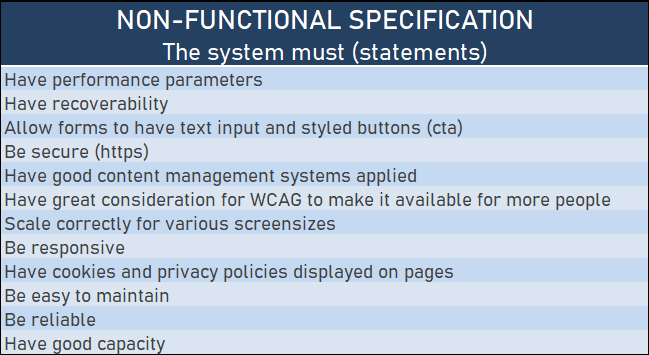 NON-FUNCTIONAL SPECIFICATION
The system must (statements)
Have performance parameters
Have recoverability
Allow forms to have text input and styled buttons (cta)
Be secure (https)
Have good content management systems applied
Have great consideration for WCAG to make it available for more people
Scale correctly for various screensizes
Be responsive
Have cookies and privacy policies displayed on pages
Be easy to maintain
Be reliable
Have good capacity